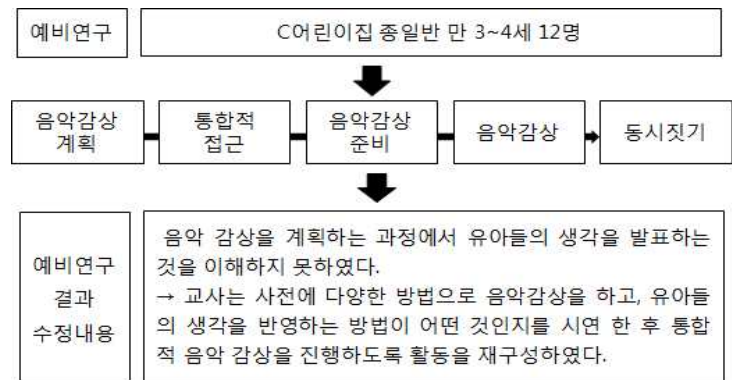 예비연구
C어린이집 종일반 만 3~4세 12명
음악감상
계획
통합적
접근
음악감상
준비
음악감상
동시짓기
예비연구
결과
수정내용
음악 감상을 계획하는 과정에서 유아들의 생각을 발표하는
것을 이해하지 못하였다.
→ 교사는 사전에 다양한 방법으로 음악감상을 하고, 유아들
의 생각을 반영하는 방법이 어떤 것인지를 시연 한 후 통합
적 음악 감상을 진행하도록 활동을 재구성하였다.